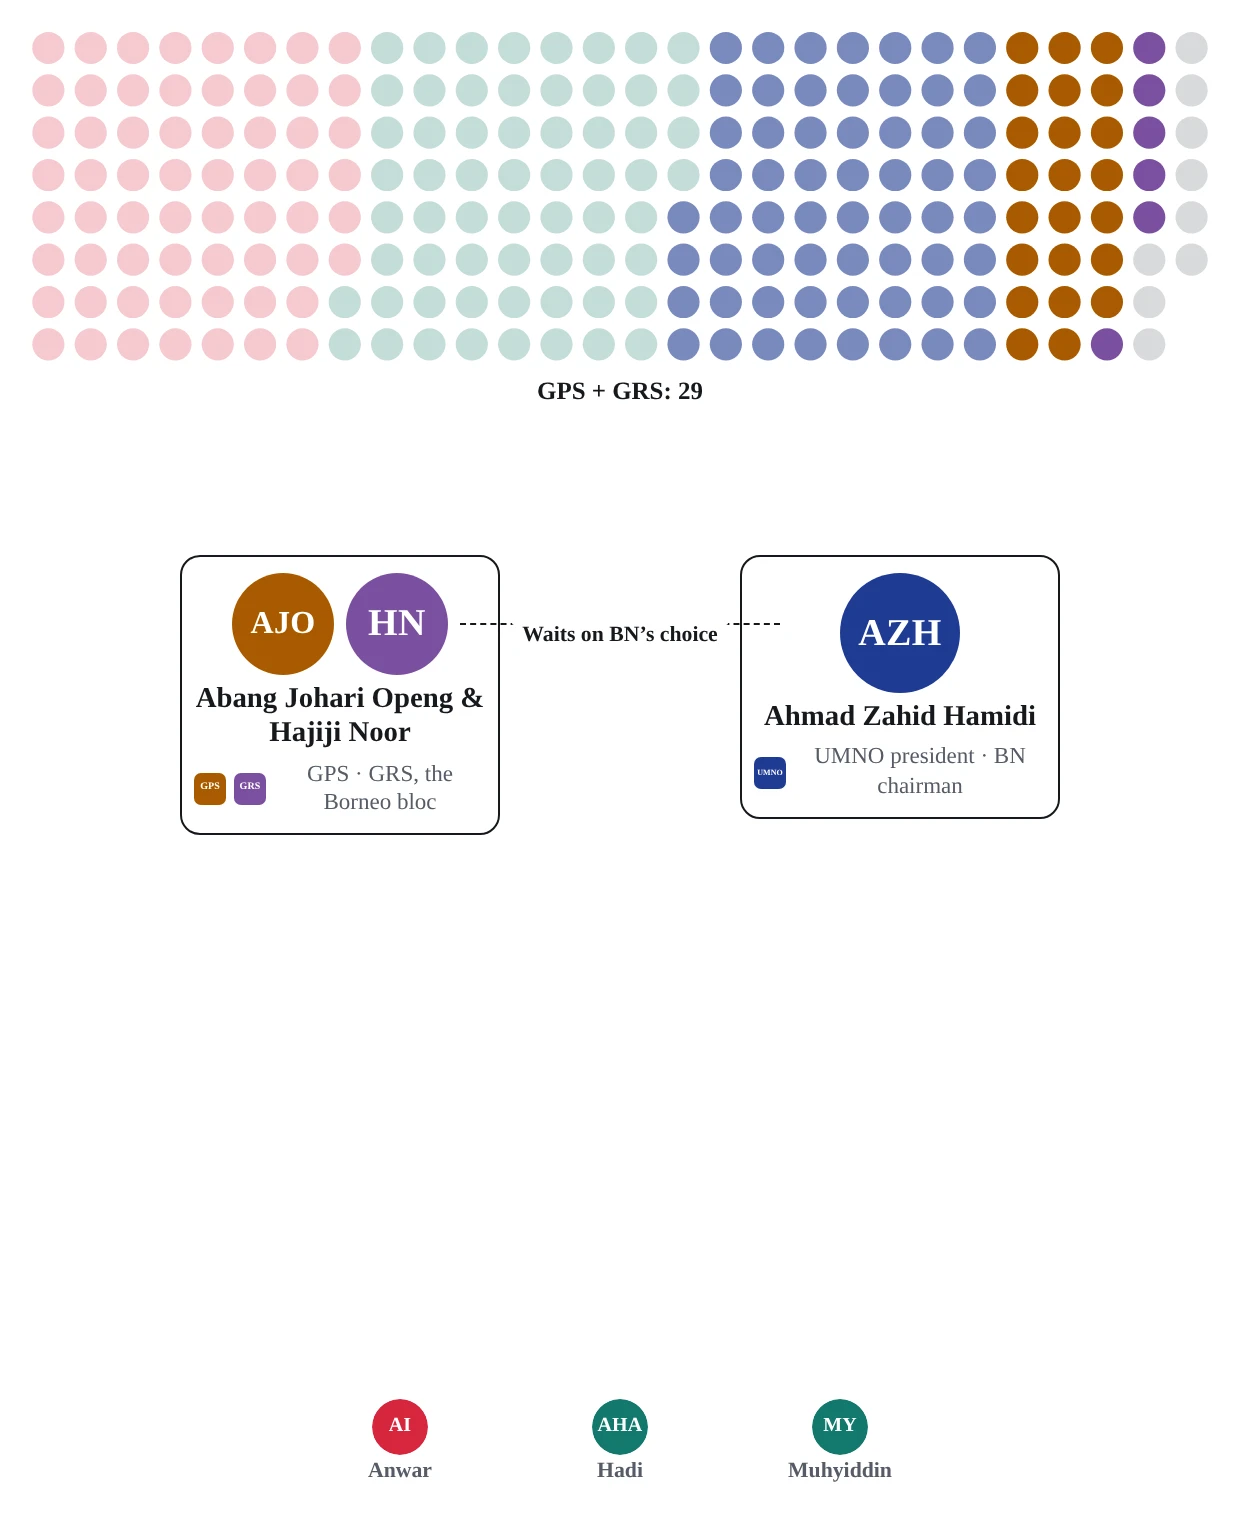 GPS + GRS: 29
AJO
HN
Waits on BN’s choice
AZH
Abang Johari Openg &
Hajiji Noor
GPS
GRS
GPS · GRS, the
Borneo bloc
Ahmad Zahid Hamidi
UMNO
UMNO president · BN
chairman
AI
AHA
MY
Anwar
Hadi
Muhyiddin